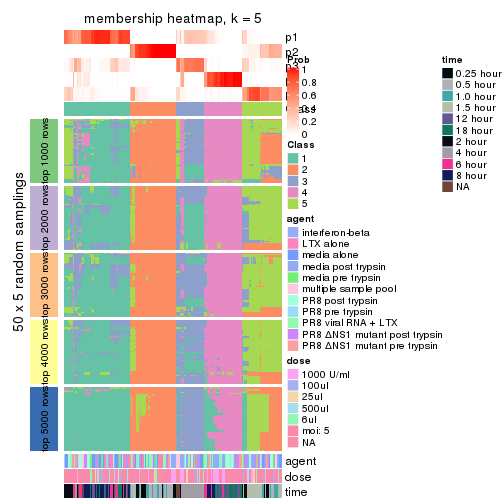 membership heatmap, k = 5
p1
p2
p3
Prob
1
0.8
0.6
0.4
0.2
Class
1
2
3
4
5
agent
interferon-beta
LTX alone
media alone
media post trypsin
media pre trypsin
multiple sample pool
PR8 post trypsin
PR8 pre trypsin
PR8 viral RNA + LTX
PR8 ΔNS1 mutant post trypsin
PR8 ΔNS1 mutant pre trypsin
dose
1000 U/ml
100ul
25ul
500ul
6ul
moi: 5
NA
time
0.25 hour
0.5 hour
1.0 hour
1.5 hour
12 hour
18 hour
2 hour
4 hour
6 hour
8 hour
NA
50 x 5 random samplings
top 1000 rows
top 2000 rows
top 3000 rows
top 4000 rows
top 5000 rows
agent
dose
time